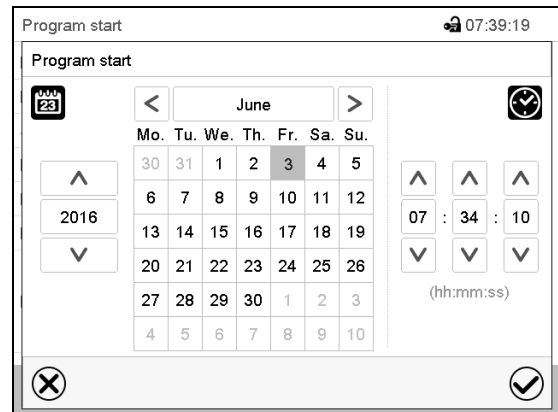 Program start 07:39:19
Program start
23
< June >
Mo. Tu. We. Th. Fr. Sa. Su.
30 31 1 2 3 4 5
6 7 8 9 10 11 12
2016 07 : 34 : 10
13 14 15 16 17 18 19
20 21 22 23 24 25 26
(hh:mm:ss)
27 28 29 30 1 2 3
4 5 6 7 8 9 10